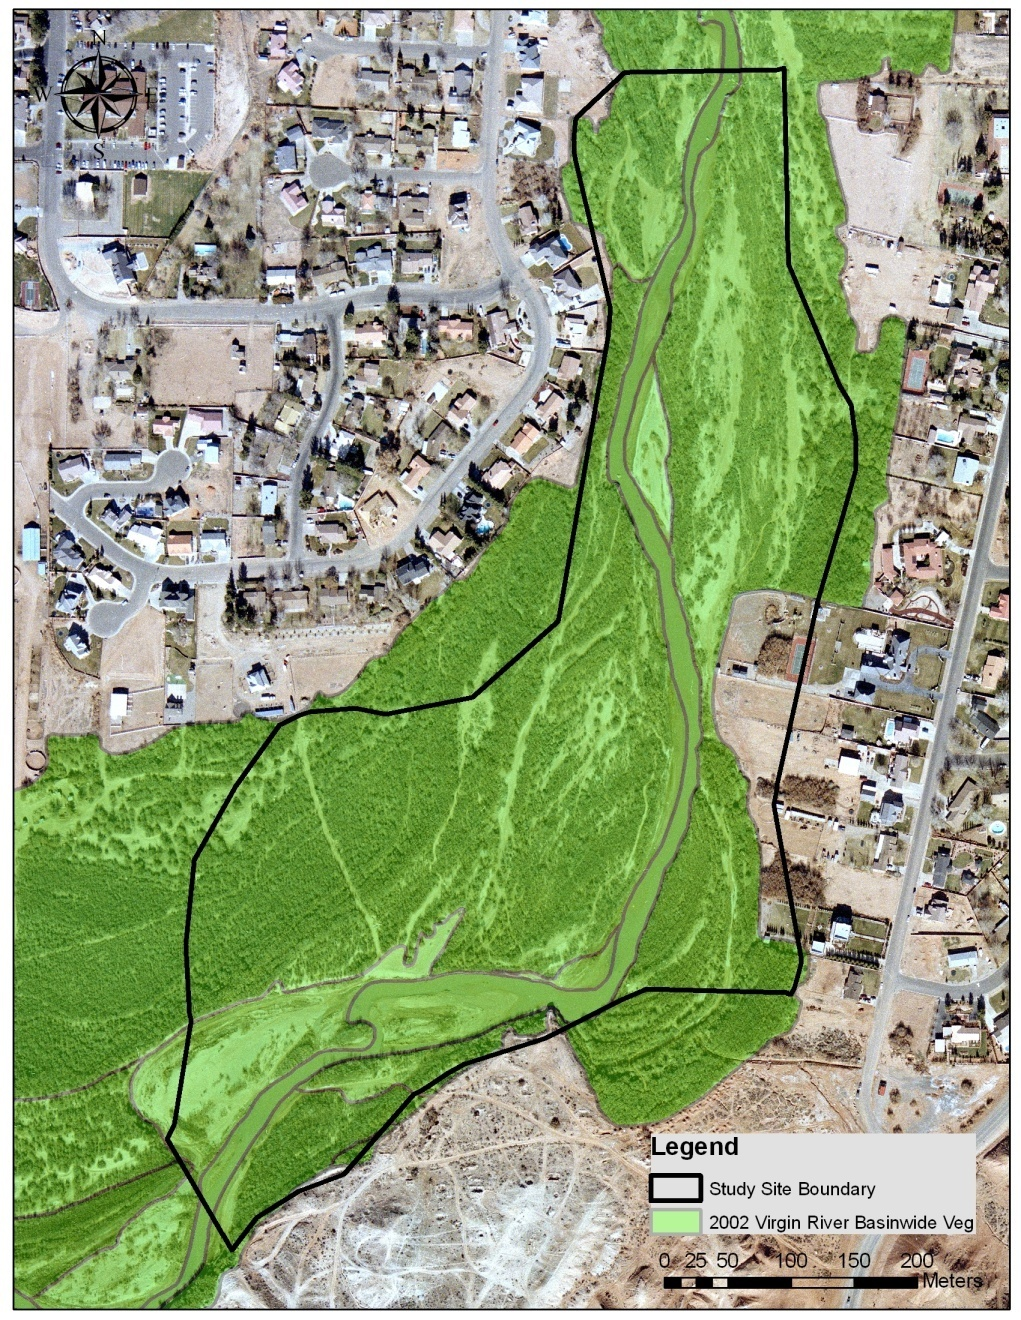 N
W
E
S
Legend
Study Site Boundary
2002 Virgin River Basinwide Veg
0 25 50 100 150 200
Meters